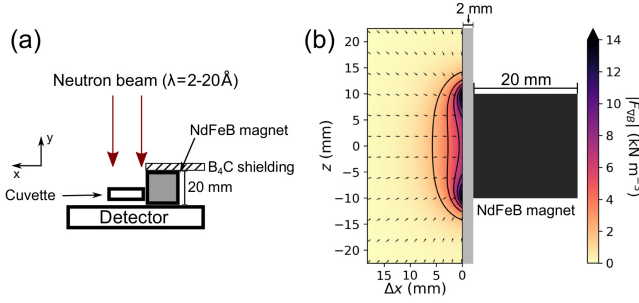 (a)
Neutron beam (λ=2-20Å)
NdFeB magnet
B₄C shielding
y
x
Cuvette
20 mm
Detector
(b)
2 mm
20
15
10
5
0
−5
−10
−15
−20
z (mm)
15 10 5 0
Δx (mm)
20 mm
NdFeB magnet
14
12
10
8
6
4
2
0
|F∇B| (kN m⁻³)